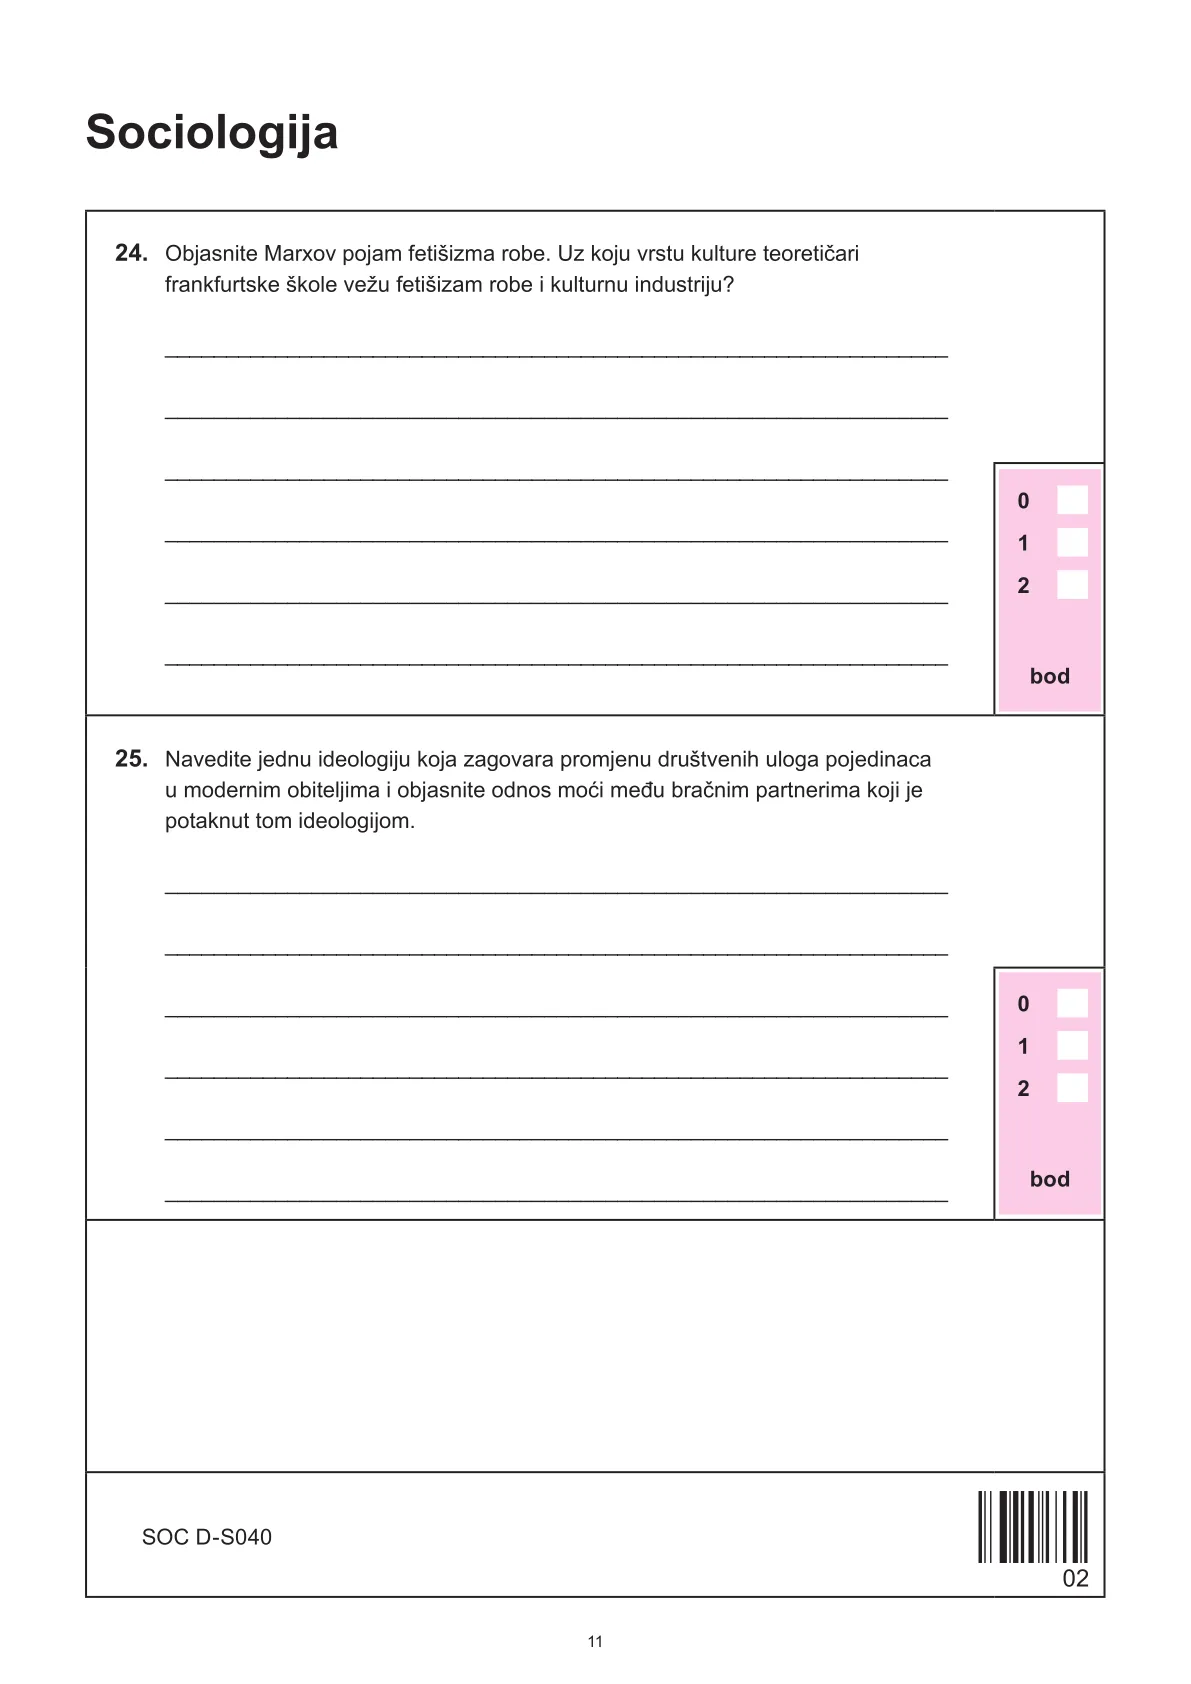 Sociologija
24. Objasnite Marxov pojam fetišizma robe. Uz koju vrstu kulture teoretičari
frankfurtske škole vežu fetišizam robe i kulturnu industriju?
0
1
2
bod
25. Navedite jednu ideologiju koja zagovara promjenu društvenih uloga pojedinaca
u modernim obiteljima i objasnite odnos moći među bračnim partnerima koji je
potaknut tom ideologijom.
0
1
2
bod
SOC D-S040
02
11